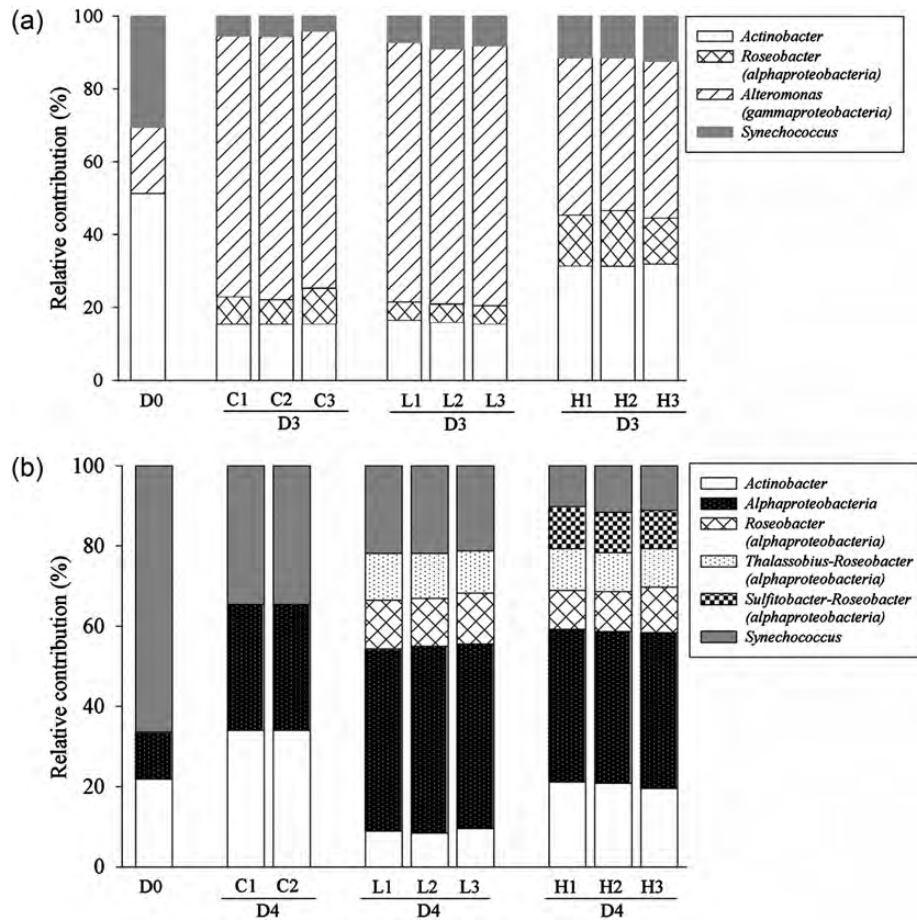 (a)
100
80
60
40
20
0
Relative contribution (%)
D0
C1 C2 C3
D3
L1 L2 L3
D3
H1 H2 H3
D3
Actinobacter
Roseobacter
(alphaproteobacteria)
Alteromonas
(gammaproteobacteria)
Synechococcus
(b)
100
80
60
40
20
0
Relative contribution (%)
D0
C1 C2
D4
L1 L2 L3
D4
H1 H2 H3
D4
Actinobacter
Alphaproteobacteria
Roseobacter
(alphaproteobacteria)
Thalassobius-Roseobacter
(alphaproteobacteria)
Sulfitobacter-Roseobacter
(alphaproteobacteria)
Synechococcus